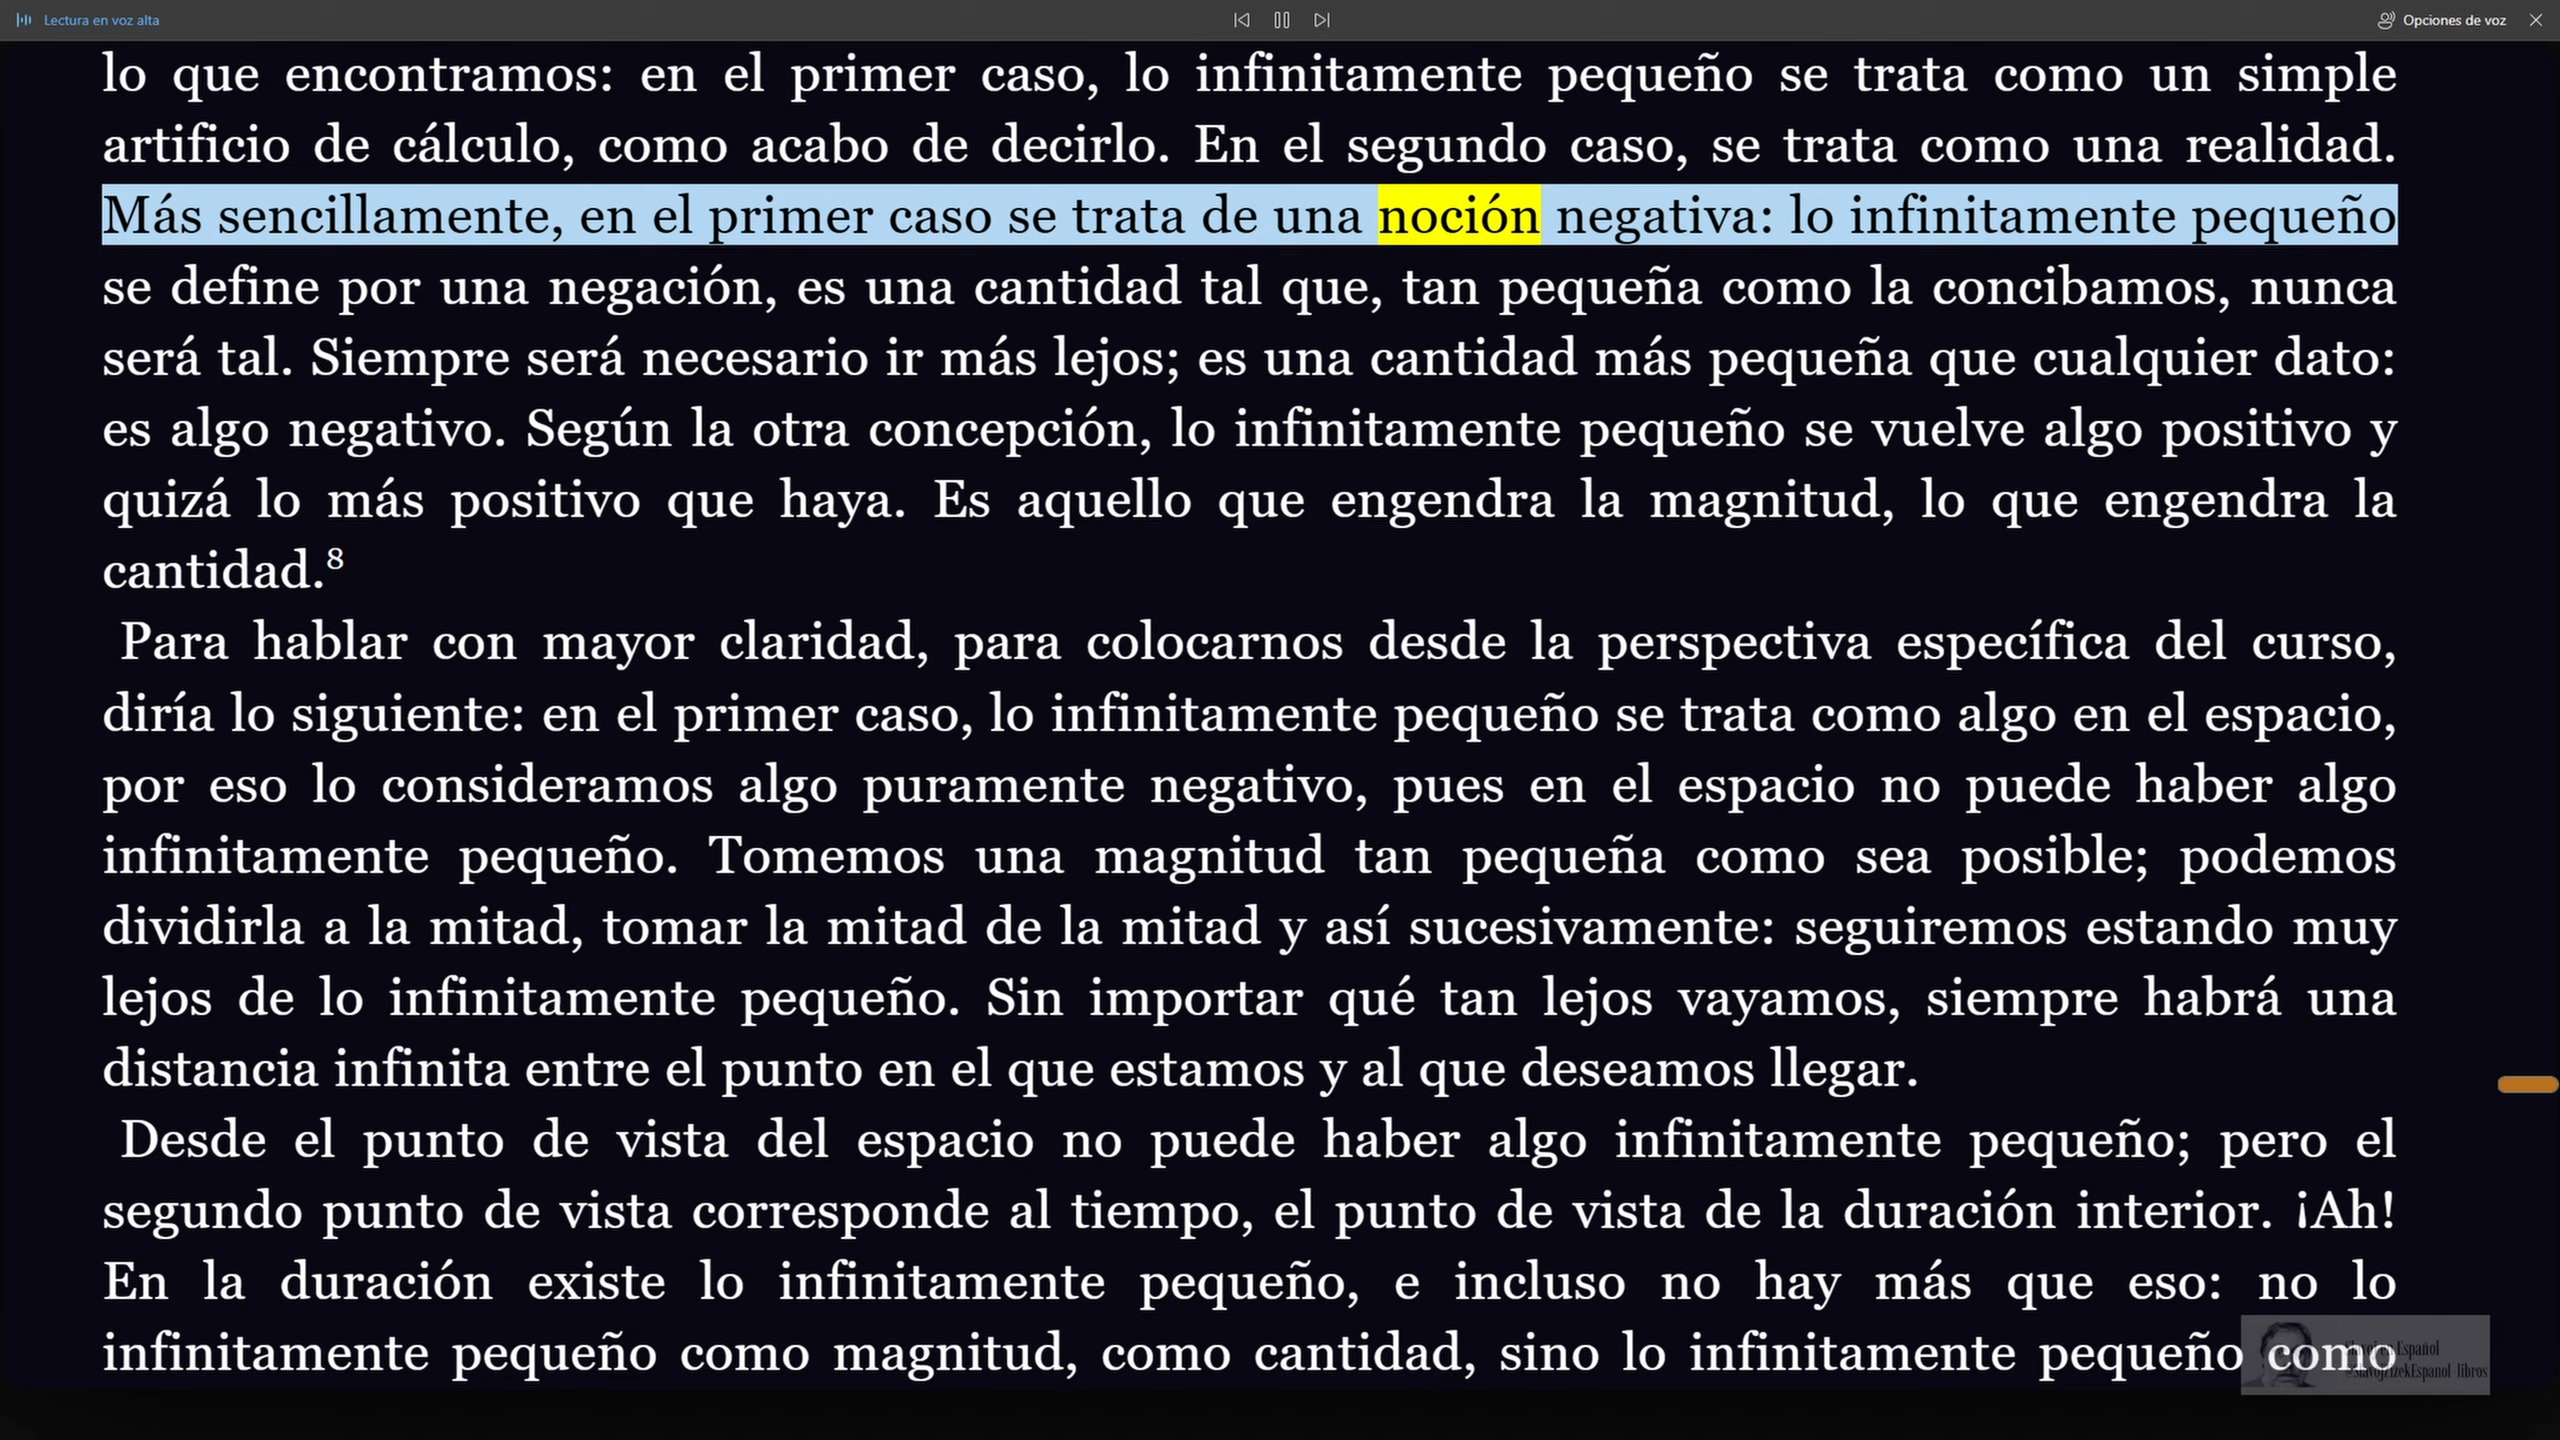 Lectura en voz alta
Opciones de voz
lo que encontramos: en el primer caso, lo infinitamente pequeño se trata como un simple
artificio de cálculo, como acabo de decirlo. En el segundo caso, se trata como una realidad.
Más sencillamente, en el primer caso se trata de una noción negativa: lo infinitamente pequeño
se define por una negación, es una cantidad tal que, tan pequeña como la concibamos, nunca
será tal. Siempre será necesario ir más lejos; es una cantidad más pequeña que cualquier dato:
es algo negativo. Según la otra concepción, lo infinitamente pequeño se vuelve algo positivo y
quizá lo más positivo que haya. Es aquello que engendra la magnitud, lo que engendra la
cantidad.⁸
Para hablar con mayor claridad, para colocarnos desde la perspectiva específica del curso,
diría lo siguiente: en el primer caso, lo infinitamente pequeño se trata como algo en el espacio,
por eso lo consideramos algo puramente negativo, pues en el espacio no puede haber algo
infinitamente pequeño. Tomemos una magnitud tan pequeña como sea posible; podemos
dividirla a la mitad, tomar la mitad de la mitad y así sucesivamente: seguiremos estando muy
lejos de lo infinitamente pequeño. Sin importar qué tan lejos vayamos, siempre habrá una
distancia infinita entre el punto en el que estamos y al que deseamos llegar.
Desde el punto de vista del espacio no puede haber algo infinitamente pequeño; pero el
segundo punto de vista corresponde al tiempo, el punto de vista de la duración interior. ¡Ah!
En la duración existe lo infinitamente pequeño, e incluso no hay más que eso: no lo
infinitamente pequeño como magnitud, como cantidad, sino lo infinitamente pequeño como
Español